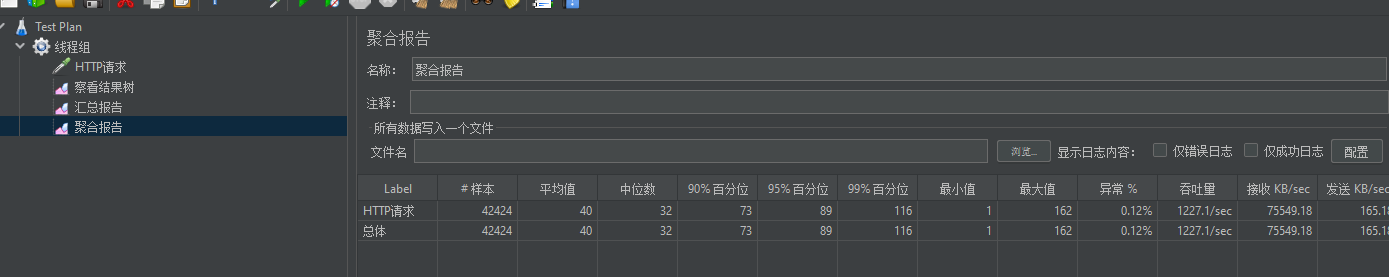 Test Plan
线程组
HTTP请求
察看结果树
汇总报告
聚合报告
聚合报告
名称： 聚合报告
注释：
所有数据写入一个文件
文件名 浏览... 显示日志内容： 仅错误日志 仅成功日志 配置
Label # 样本 平均值 中位数 90% 百分位 95% 百分位 99% 百分位 最小值 最大值 异常 % 吞吐量 接收 KB/sec 发送 KB/sec
HTTP请求 42424 40 32 73 89 116 1 162 0.12% 1227.1/sec 75549.18 165.18
总体 42424 40 32 73 89 116 1 162 0.12% 1227.1/sec 75549.18 165.18